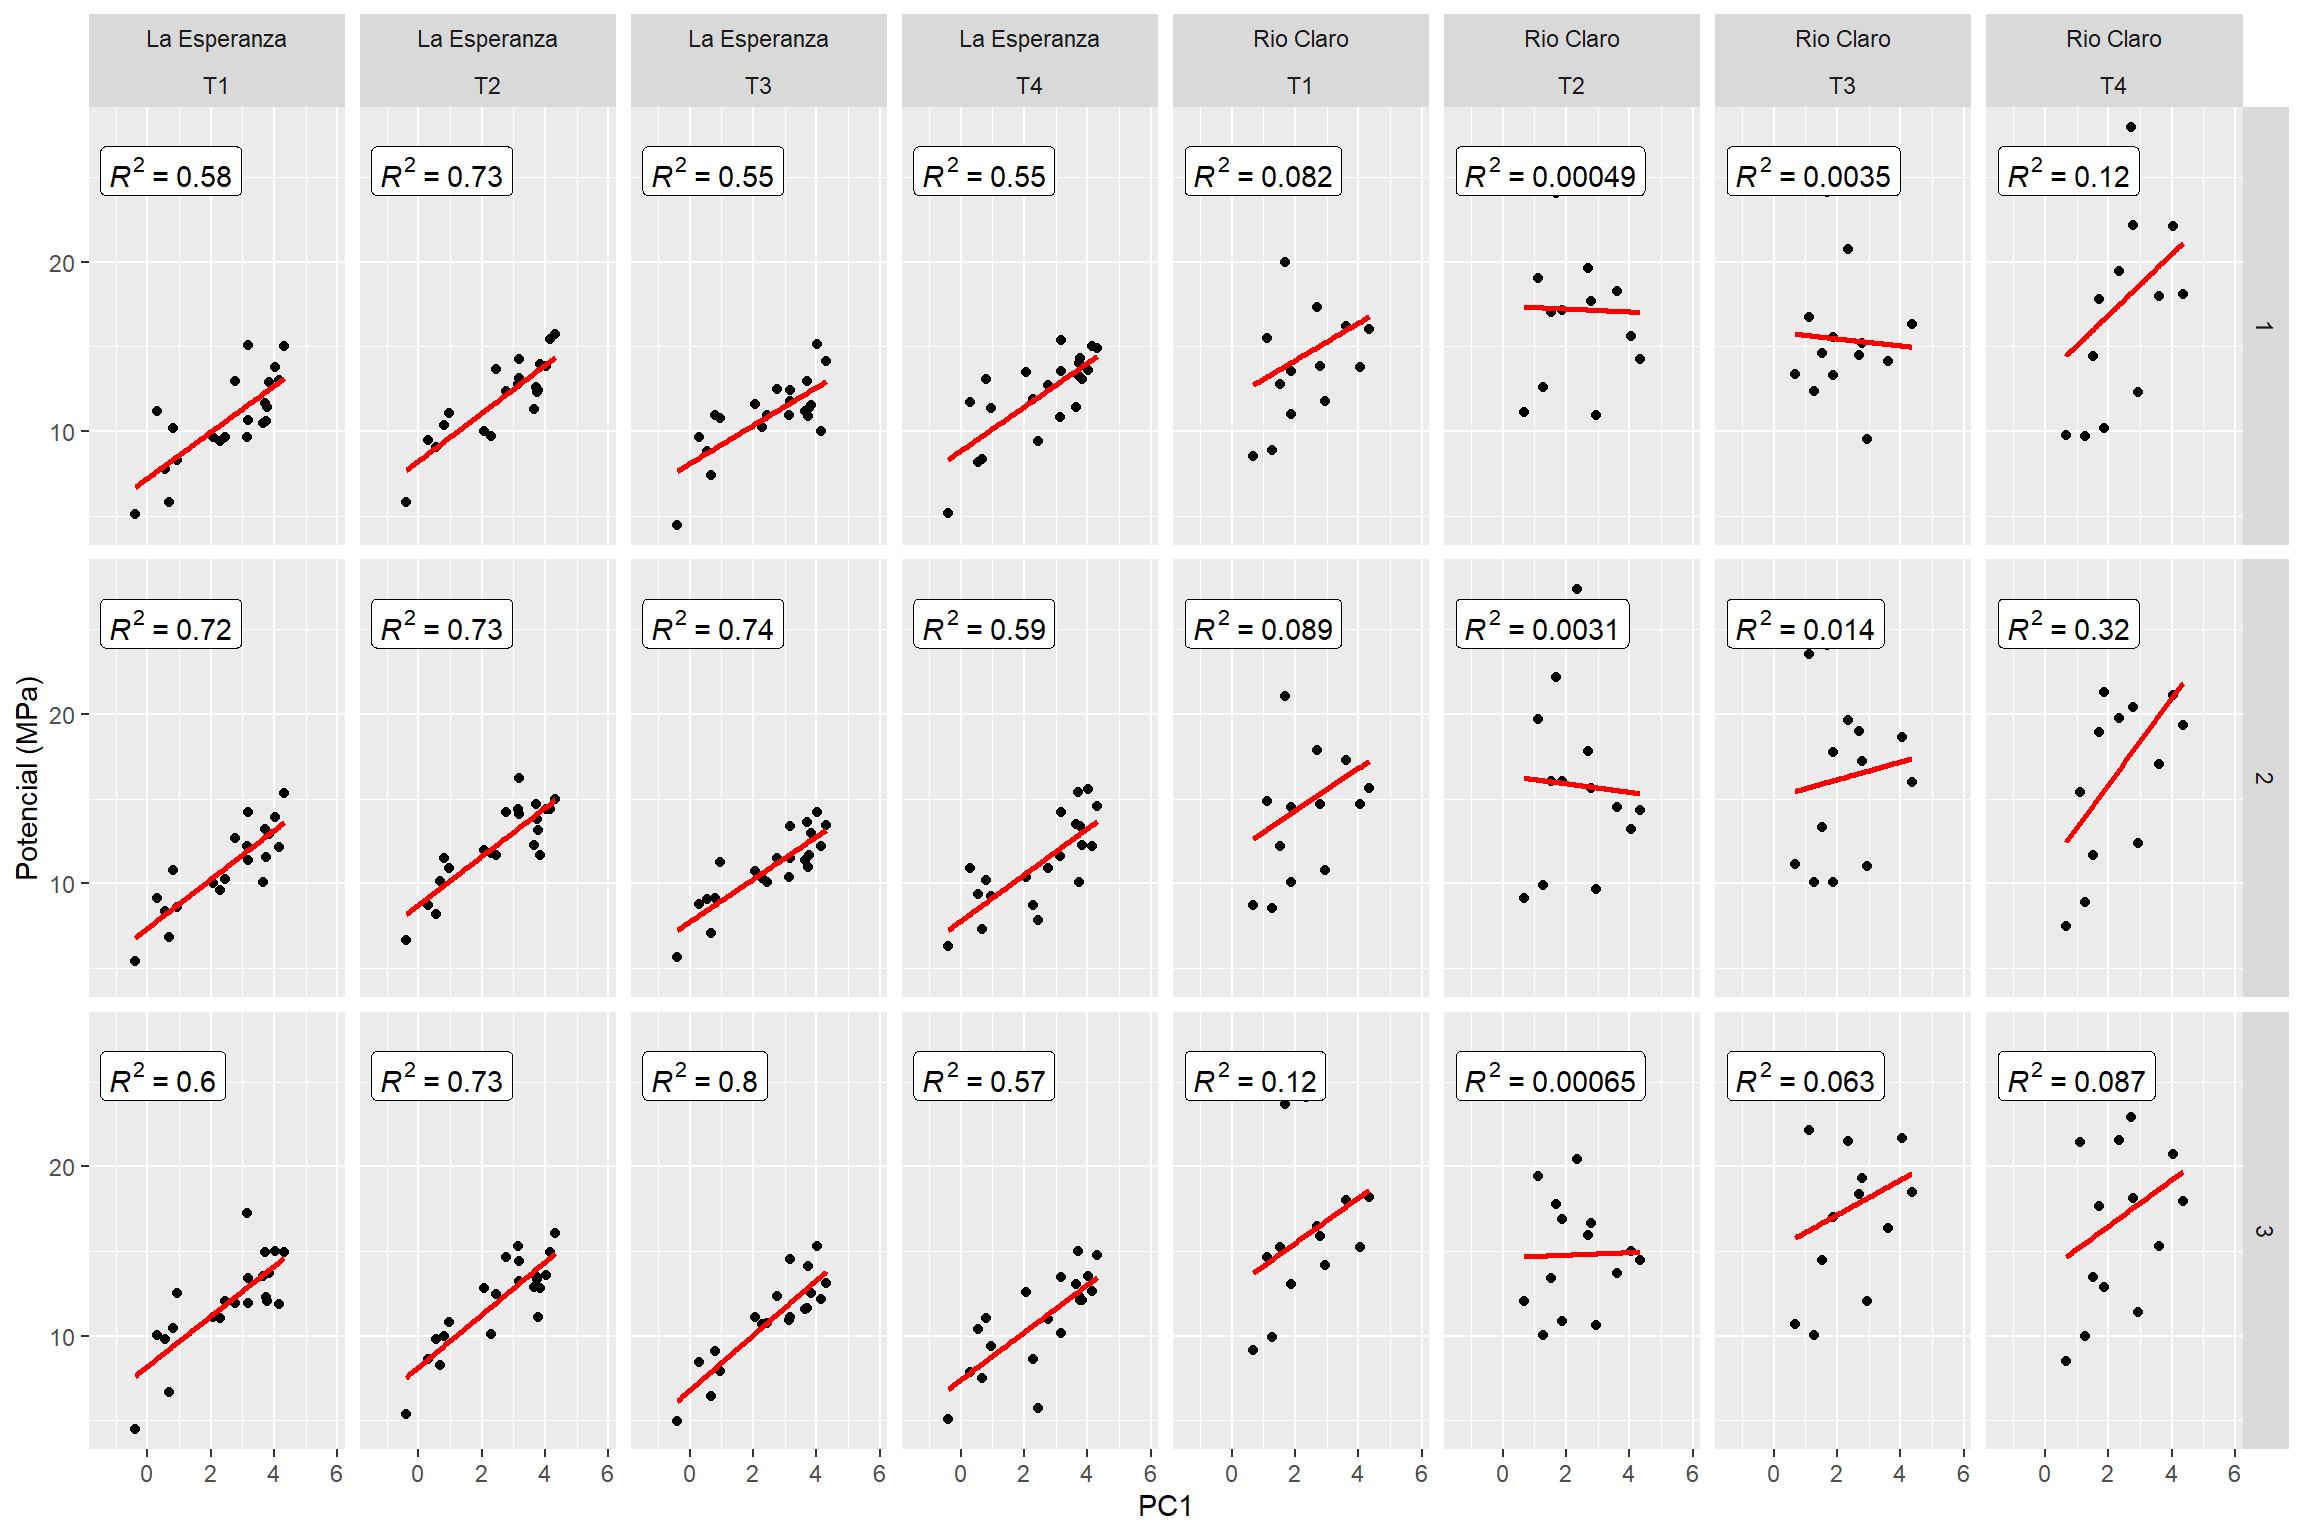 La Esperanza La Esperanza La Esperanza La Esperanza Rio Claro Rio Claro Rio Claro Rio Claro
T1 T2 T3 T4 T1 T2 T3 T4
R² = 0.58 R² = 0.73 R² = 0.55 R² = 0.55 R² = 0.082 R² = 0.00049 R² = 0.0035 R² = 0.12
20
1
10
R² = 0.72 R² = 0.73 R² = 0.74 R² = 0.59 R² = 0.089 R² = 0.0031 R² = 0.014 R² = 0.32
20
2
Potencial (MPa)
10
R² = 0.6 R² = 0.73 R² = 0.8 R² = 0.57 R² = 0.12 R² = 0.00065 R² = 0.063 R² = 0.087
20
3
10
0 2 4 6 0 2 4 6 0 2 4 6 0 2 4 6 0 2 4 6 0 2 4 6 0 2 4 6 0 2 4 6
PC1